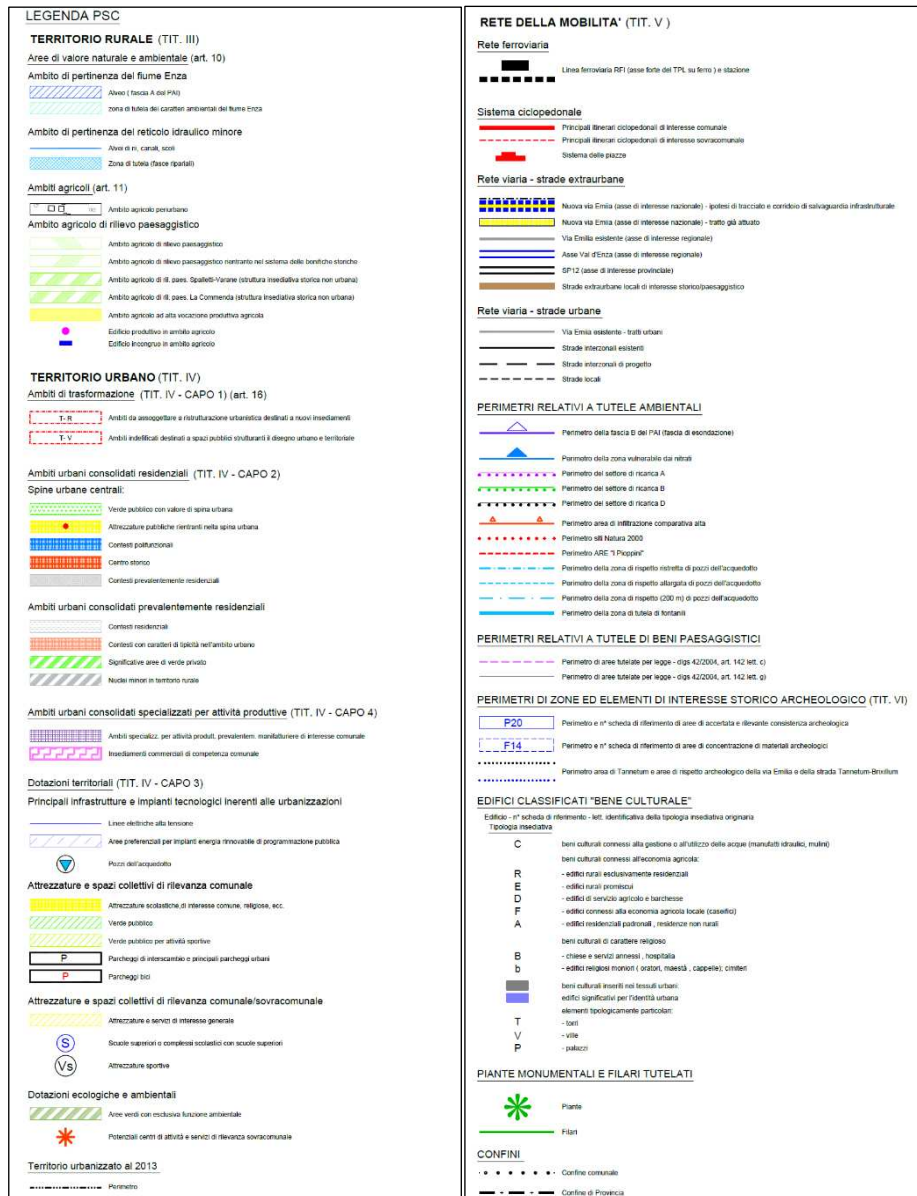 LEGENDA PSC
TERRITORIO RURALE (TIT. III)
Aree di valore naturale e ambientale (art. 10)
Ambito di pertinenza del fiume Enza
Alveo ( fascia A del PAI)
zona di tutela dei caratteri ambientali del fiume Enza
Ambito di pertinenza del reticolo idraulico minore
Alvei di rii, canali, scoli
Zona di tutela (fasce ripariali)
Ambiti agricoli (art. 11)
Ambito agricolo periurbano
Ambito agricolo di rilievo paesaggistico
Ambito agricolo di rilievo paesaggistico
Ambito agricolo di rilievo paesaggistico rientrante nel sistema delle bonifiche storiche
Ambito agricolo di ril. paes. Spalletti-Varane (struttura insediativa storica non urbana)
Ambito agricolo di ril. paes. La Commenda (struttura insediativa storica non urbana)
Ambito agricolo ad alta vocazione produttiva agricola
Edificio produttivo in ambito agricolo
Edificio incongruo in ambito agricolo
TERRITORIO URBANO (TIT. IV)
Ambiti di trasformazione (TIT. IV - CAPO 1) (art. 16)
T- R Ambiti da assoggettare a ristrutturazione urbanistica destinati a nuovi insediamenti
T- V Ambiti indefificati destinati a spazi pubblici strutturanti il disegno urbano e territoriale
Ambiti urbani consolidati residenziali (TIT. IV - CAPO 2)
Spine urbane centrali:
Verde pubblico con valore di spina urbana
Attrezzature pubbliche rientranti nella spina urbana
Contesti polifunzionali
Centro storico
Contesti prevalentemente residenziali
Ambiti urbani consolidati prevalentemente residenziali
Contesti residenziali
Contesti con caratteri di tipicità nell'ambito urbano
Significative aree di verde privato
Nuclei minori in territorio rurale
Ambiti urbani consolidati specializzati per attività produttive (TIT. IV - CAPO 4)
Ambiti specializz. per attività produtt. prevalentem. manifatturiere di interesse comunale
Insediamenti commerciali di competenza comunale
Dotazioni territoriali (TIT. IV - CAPO 3)
Principali infrastrutture e impianti tecnologici inerenti alle urbanizzazioni
Linee elettriche alta tensione
Aree preferenziali per impianti energia rinnovabile di programmazione pubblica
Pozzi dell'acquedotto
Attrezzature e spazi collettivi di rilevanza comunale
Attrezzature scolastiche,di interesse comune, religiose, ecc.
Verde pubblico
Verde pubblico per attività sportive
P Parcheggi di interscambio e principali parcheggi urbani
P Parcheggi bici
Attrezzature e spazi collettivi di rilevanza comunale/sovracomunale
Attrezzature e servizi di interesse generale
S Scuole superiori o complessi scolastici con scuole superiori
Vs Attrezzature sportive
Dotazioni ecologiche e ambientali
Aree verdi con esclusiva funzione ambientale
Potenziali centri di attività e servizi di rilevanza sovracomunale
Territorio urbanizzato al 2013
Perimetro
RETE DELLA MOBILITA' (TIT. V )
Rete ferroviaria
Linea ferroviaria RFI (asse forte del TPL su ferro ) e stazione
Sistema ciclopedonale
Principali itinerari ciclopedonali di interesse comunale
Principali itinerari ciclopedonali di interesse sovracomunale
Sistema delle piazze
Rete viaria - strade extraurbane
Nuova via Emilia (asse di interesse nazionale) - ipotesi di tracciato e corridoio di salvaguardia infrastrutturale
Nuova via Emilia (asse di interesse nazionale) - tratto già attuato
Via Emilia esistente (asse di interesse regionale)
Asse Val d'Enza (asse di interesse regionale)
SP12 (asse di interesse provinciale)
Strade extraurbane locali di interesse storico/paesaggistico
Rete viaria - strade urbane
Via Emilia esistente - tratti urbani
Strade interzonali esistenti
Strade interzonali di progetto
Strade locali
PERIMETRI RELATIVI A TUTELE AMBIENTALI
Perimetro della fascia B del PAI (fascia di esondazione)
Perimetro della zona vulnerabile dai nitrati
Perimetro del settore di ricarica A
Perimetro del settore di ricarica B
Perimetro del settore di ricarica D
Perimetro area di infiltrazione comparativa alta
Perimetro siti Natura 2000
Perimetro ARE "I Pioppini"
Perimetro della zona di rispetto ristretta di pozzi dell'acquedotto
Perimetro della zona di rispetto allargata di pozzi dell'acquedotto
Perimetro della zona di rispetto (200 m) di pozzi dell'acquedotto
Perimetro della zona di tutela di fontanili
PERIMETRI RELATIVI A TUTELE DI BENI PAESAGGISTICI
Perimetro di aree tutelate per legge - dlgs 42/2004, art. 142 lett. c)
Perimetro di aree tutelate per legge - dlgs 42/2004, art. 142 lett. g)
PERIMETRI DI ZONE ED ELEMENTI DI INTERESSE STORICO ARCHEOLOGICO (TIT. VI)
P20 Perimetro e n° scheda di riferimento di aree di accertata e rilevante consistenza archeologica
F14 Perimetro e n° scheda di riferimento di aree di concentrazione di materiali archeologici
Perimetro area di Tannetum e aree di rispetto archeologico della via Emilia e della strada Tannetum-Brixillum
EDIFICI CLASSIFICATI "BENE CULTURALE"
Edificio - n° scheda di riferimento - lett. identificativa della tipologia insediativa originaria
Tipologia insediativa
C beni culturali connessi alla gestione o all'utilizzo delle acque (manufatti idraulici, mulini)
beni culturali connessi all'economia agricola:
R - edifici rurali esclusivamente residenziali
E - edifici rurali promiscui
D - edifici di servizio agricolo e barchesse
F - edifici connessi alla economia agricola locale (caseifici)
A - edifici residenziali padronali , residenze non rurali
beni culturali di carattere religioso
B - chiese e servizi annessi , hospitalia
b - edifici religiosi moniori ( oratori, maestà , cappelle); cimiteri
beni culturali inseriti nei tessuti urbani:
edifici significativi per l'identità urbana
elementi tipologicamente particolari:
T - torri
V - ville
P - palazzi
PIANTE MONUMENTALI E FILARI TUTELATI
Piante
Filari
CONFINI
Confine comunale
Confine di Provincia